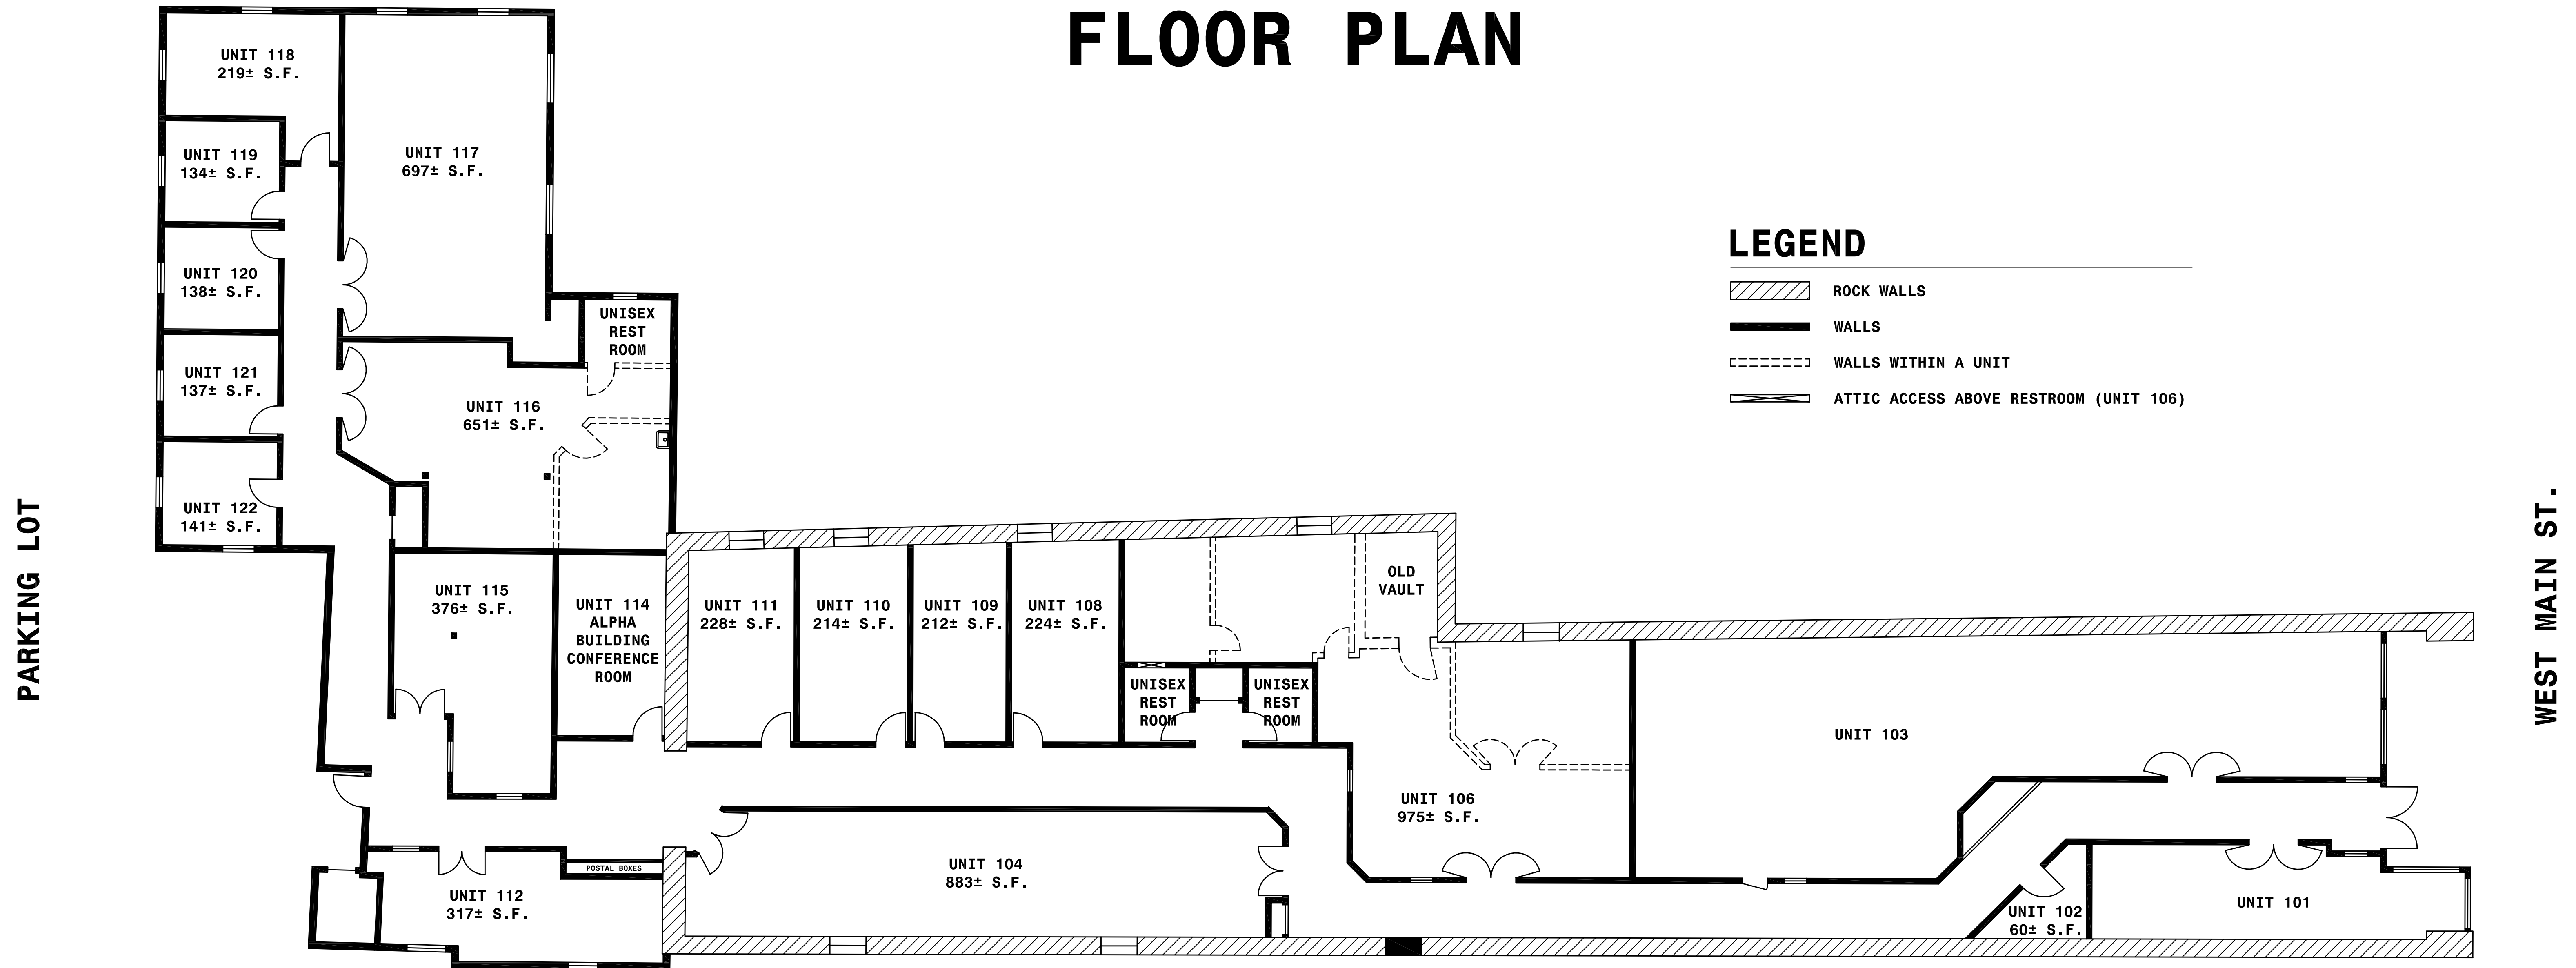 FLOOR PLAN
UNIT 118
219± S.F.
UNIT 119
134± S.F.
UNIT 117
697± S.F.
UNIT 120
138± S.F.
UNISEX
REST
ROOM
UNIT 121
137± S.F.
UNIT 116
651± S.F.
UNIT 122
141± S.F.
LEGEND
ROCK WALLS
WALLS
WALLS WITHIN A UNIT
ATTIC ACCESS ABOVE RESTROOM (UNIT 106)
PARKING LOT
WEST MAIN ST.
UNIT 115
376± S.F.
UNIT 114
ALPHA
BUILDING
CONFERENCE
ROOM
UNIT 111
228± S.F.
UNIT 110
214± S.F.
UNIT 109
212± S.F.
UNIT 108
224± S.F.
OLD
VAULT
UNISEX
REST
ROOM
UNISEX
REST
ROOM
UNIT 103
UNIT 106
975± S.F.
UNIT 104
883± S.F.
POSTAL BOXES
UNIT 112
317± S.F.
UNIT 102
60± S.F.
UNIT 101